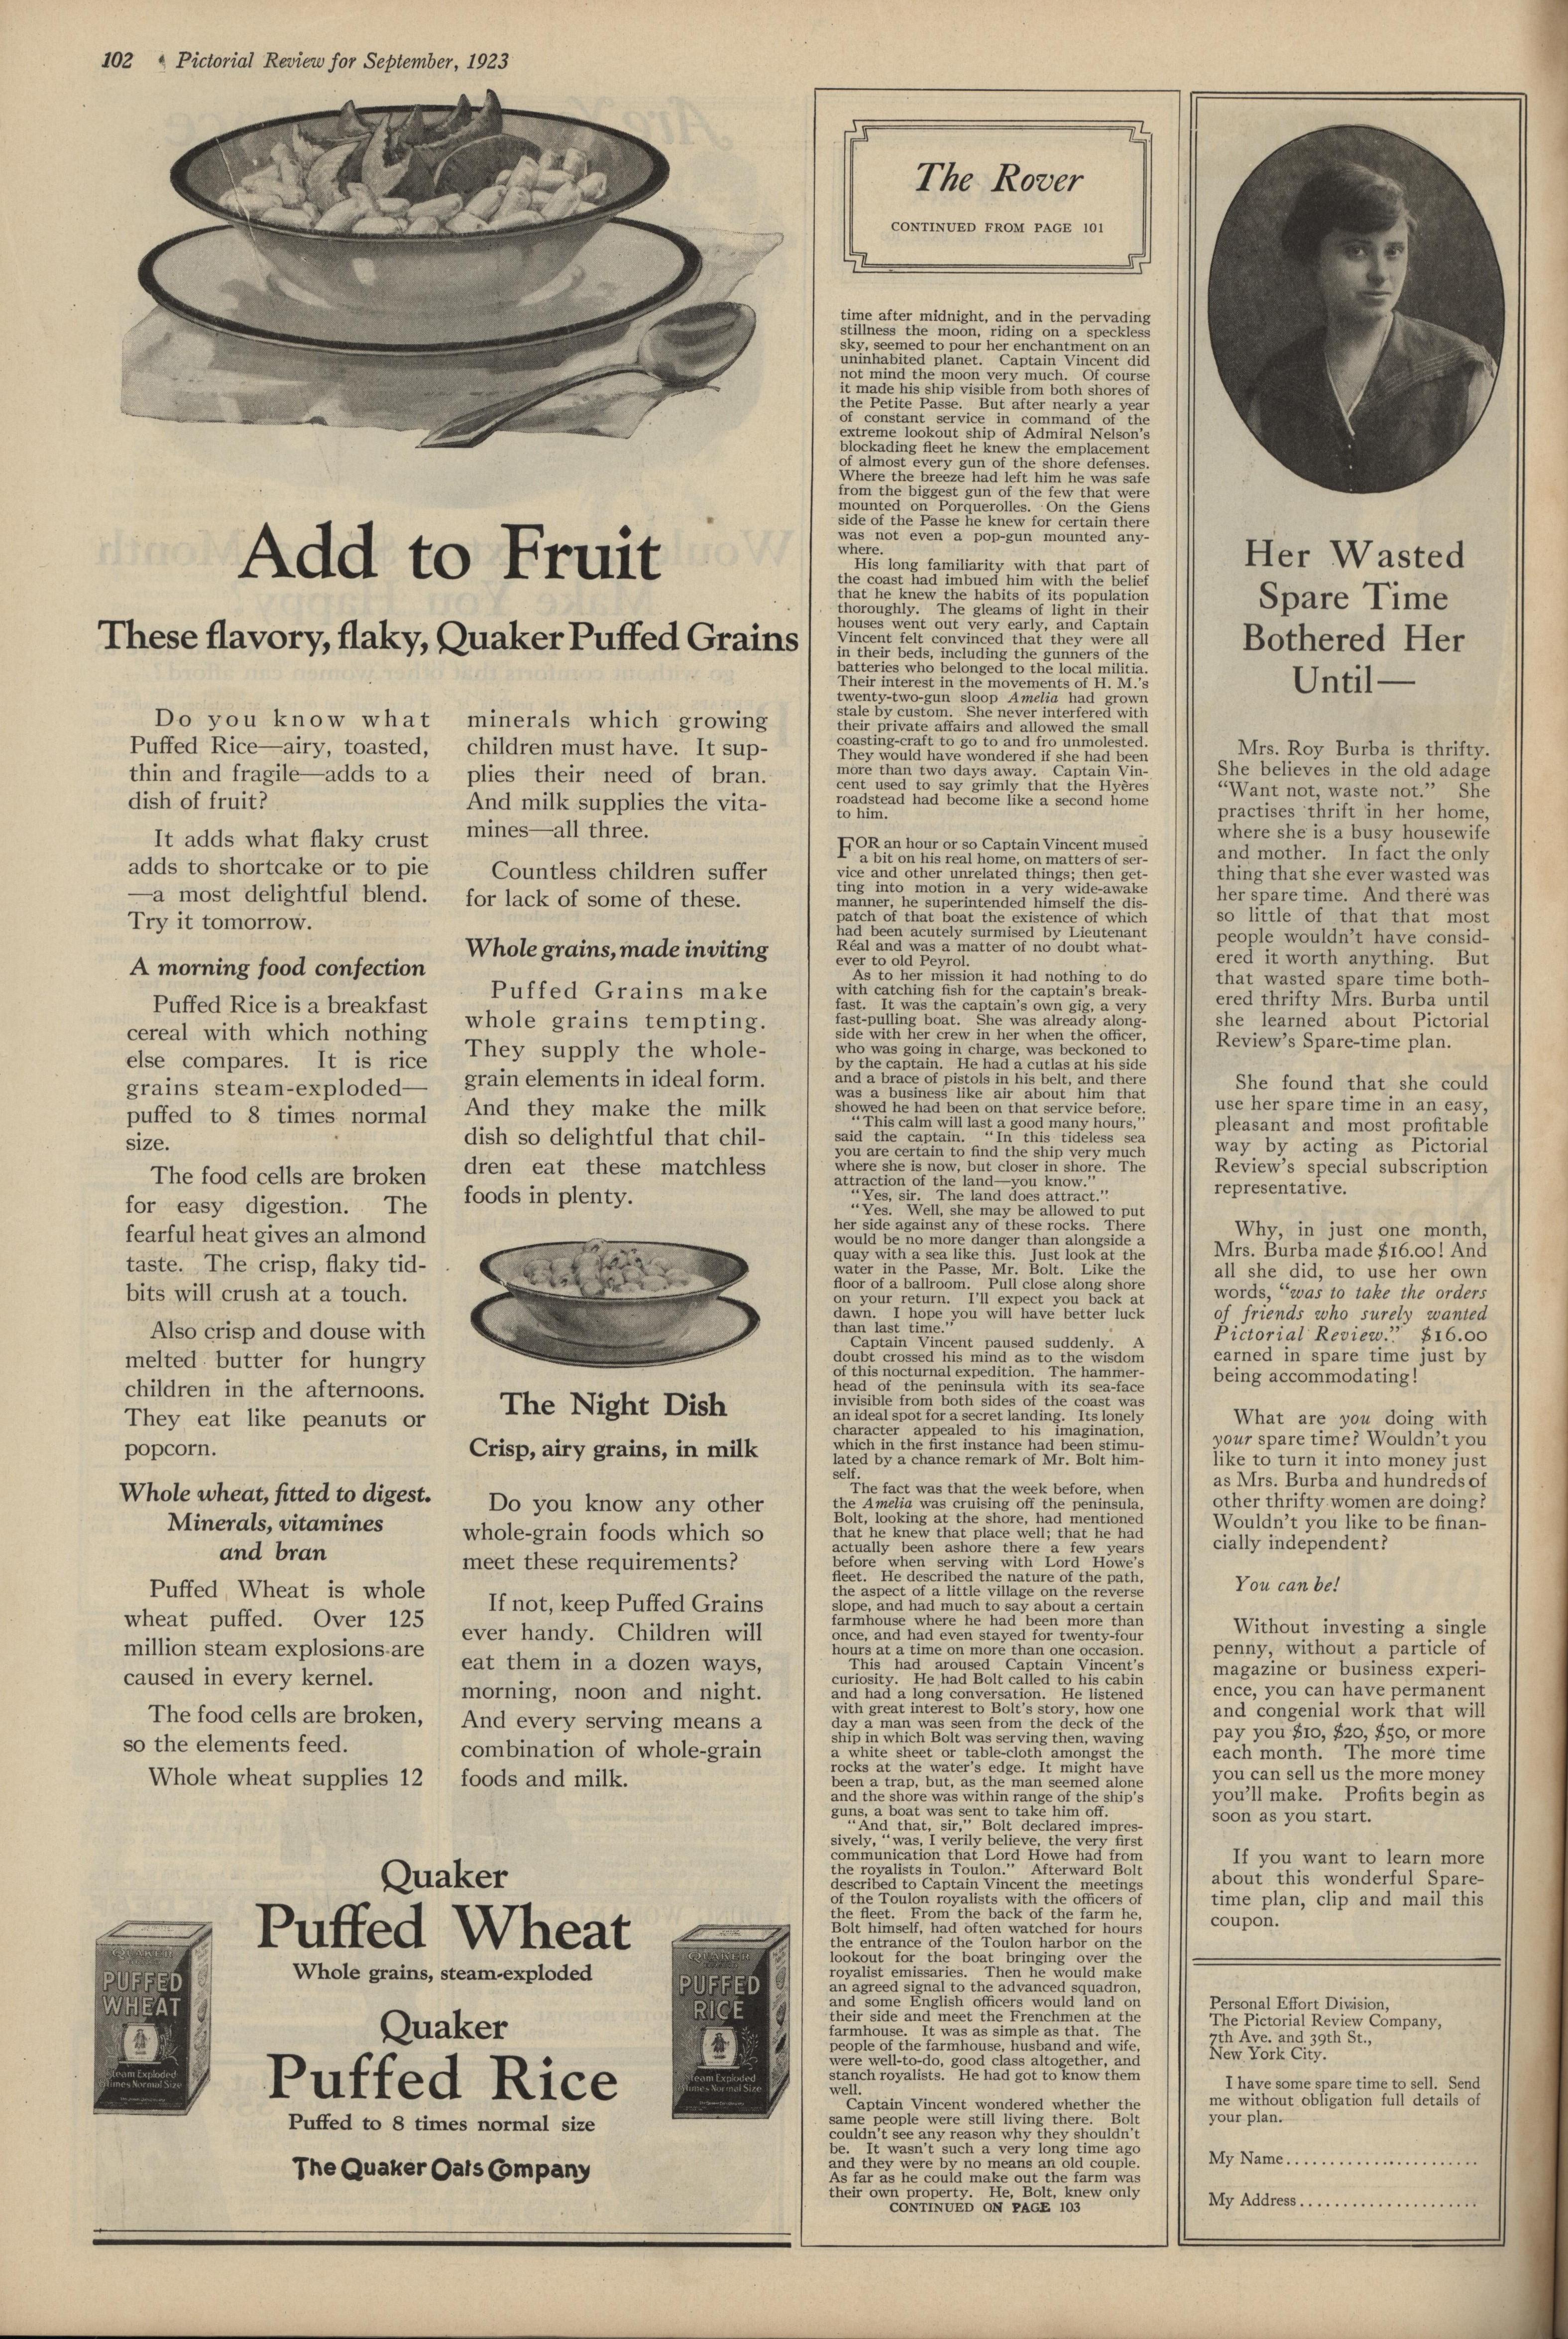 102 Pictorial Review for September, 1923
Add to Fruit
These flavory, flaky, Quaker Puffed Grains
Do you know what
Puffed Rice—airy, toasted,
thin and fragile—adds to a
dish of fruit?
It adds what flaky crust
adds to shortcake or to pie
—a most delightful blend.
Try it tomorrow.
A morning food confection
Puffed Rice is a breakfast
cereal with which nothing
else compares. It is rice
grains steam-exploded—
puffed to 8 times normal
size.
The food cells are broken
for easy digestion. The
fearful heat gives an almond
taste. The crisp, flaky tid-
bits will crush at a touch.
Also crisp and douse with
melted butter for hungry
children in the afternoons.
They eat like peanuts or
popcorn.
Whole wheat, fitted to digest.
Minerals, vitamines
and bran
Puffed Wheat is whole
wheat puffed. Over 125
million steam explosions are
caused in every kernel.
The food cells are broken,
so the elements feed.
Whole wheat supplies 12
minerals which growing
children must have. It sup-
plies their need of bran.
And milk supplies the vita-
mines—all three.
Countless children suffer
for lack of some of these.
Whole grains, made inviting
Puffed Grains make
whole grains tempting.
They supply the whole-
grain elements in ideal form.
And they make the milk
dish so delightful that chil-
dren eat these matchless
foods in plenty.
The Night Dish
Crisp, airy grains, in milk
Do you know any other
whole-grain foods which so
meet these requirements?
If not, keep Puffed Grains
ever handy. Children will
eat them in a dozen ways,
morning, noon and night.
And every serving means a
combination of whole-grain
foods and milk.
Quaker
Puffed Wheat
Whole grains, steam-exploded
Quaker
Puffed Rice
Puffed to 8 times normal size
The Quaker Oats Company
QUAKER
PUFFED
WHEAT
Steam Exploded
Times Normal Size
QUAKER
PUFFED
RICE
Steam Exploded
Times Normal Size
The Rover
CONTINUED FROM PAGE 101
time after midnight, and in the pervading
stillness the moon, riding on a speckless
sky, seemed to pour her enchantment on an
uninhabited planet. Captain Vincent did
not mind the moon very much. Of course
it made his ship visible from both shores of
the Petite Passe. But after nearly a year
of constant service in command of the
extreme lookout ship of Admiral Nelson's
blockading fleet he knew the emplacement
of almost every gun of the shore defenses.
Where the breeze had left him he was safe
from the biggest gun of the few that were
mounted on Porquerolles. On the Giens
side of the Passe he knew for certain there
was not even a pop-gun mounted any-
where.
His long familiarity with that part of
the coast had imbued him with the belief
that he knew the habits of its population
thoroughly. The gleams of light in their
houses went out very early, and Captain
Vincent felt convinced that they were all
in their beds, including the gunners of the
batteries who belonged to the local militia.
Their interest in the movements of H. M.'s
twenty-two-gun sloop Amelia had grown
stale by custom. She never interfered with
their private affairs and allowed the small
coasting-craft to go to and fro unmolested.
They would have wondered if she had been
more than two days away. Captain Vin-
cent used to say grimly that the Hyères
roadstead had become like a second home
to him.
FOR an hour or so Captain Vincent mused
a bit on his real home, on matters of ser-
vice and other unrelated things; then get-
ting into motion in a very wide-awake
manner, he superintended himself the dis-
patch of that boat the existence of which
had been acutely surmised by Lieutenant
Réal and was a matter of no doubt what-
ever to old Peyrol.
As to her mission it had nothing to do
with catching fish for the captain's break-
fast. It was the captain's own gig, a very
fast-pulling boat. She was already along-
side with her crew in her when the officer,
who was going in charge, was beckoned to
by the captain. He had a cutlas at his side
and a brace of pistols in his belt, and there
was a business like air about him that
showed he had been on that service before.
"This calm will last a good many hours,"
said the captain. "In this tideless sea
you are certain to find the ship very much
where she is now, but closer in shore. The
attraction of the land—you know."
"Yes, sir. The land does attract."
"Yes. Well, she may be allowed to put
her side against any of these rocks. There
would be no more danger than alongside a
quay with a sea like this. Just look at the
water in the Passe, Mr. Bolt. Like the
floor of a ballroom. Pull close along shore
on your return. I'll expect you back at
dawn. I hope you will have better luck
than last time."
Captain Vincent paused suddenly. A
doubt crossed his mind as to the wisdom
of this nocturnal expedition. The hammer-
head of the peninsula with its sea-face
invisible from both sides of the coast was
an ideal spot for a secret landing. Its lonely
character appealed to his imagination,
which in the first instance had been stimu-
lated by a chance remark of Mr. Bolt him-
self.
The fact was that the week before, when
the Amelia was cruising off the peninsula,
Bolt, looking at the shore, had mentioned
that he knew that place well; that he had
actually been ashore there a few years
before when serving with Lord Howe's
fleet. He described the nature of the path,
the aspect of a little village on the reverse
slope, and had much to say about a certain
farmhouse where he had been more than
once, and had even stayed for twenty-four
hours at a time on more than one occasion.
This had aroused Captain Vincent's
curiosity. He had Bolt called to his cabin
and had a long conversation. He listened
with great interest to Bolt's story, how one
day a man was seen from the deck of the
ship in which Bolt was serving then, waving
a white sheet or table-cloth amongst the
rocks at the water's edge. It might have
been a trap, but, as the man seemed alone
and the shore was within range of the ship's
guns, a boat was sent to take him off.
"And that, sir," Bolt declared impres-
sively, "was, I verily believe, the very first
communication that Lord Howe had from
the royalists in Toulon." Afterward Bolt
described to Captain Vincent the meetings
of the Toulon royalists with the officers of
the fleet. From the back of the farm he,
Bolt himself, had often watched for hours
the entrance of the Toulon harbor on the
lookout for the boat bringing over the
royalist emissaries. Then he would make
an agreed signal to the advanced squadron,
and some English officers would land on
their side and meet the Frenchmen at the
farmhouse. It was as simple as that. The
people of the farmhouse, husband and wife,
were well-to-do, good class altogether, and
stanch royalists. He had got to know them
well.
Captain Vincent wondered whether the
same people were still living there. Bolt
couldn't see any reason why they shouldn't
be. It wasn't such a very long time ago
and they were by no means an old couple.
As far as he could make out the farm was
their own property. He, Bolt, knew only
CONTINUED ON PAGE 103
Her Wasted
Spare Time
Bothered Her
Until—
Mrs. Roy Burba is thrifty.
She believes in the old adage
"Want not, waste not." She
practises thrift in her home,
where she is a busy housewife
and mother. In fact the only
thing that she ever wasted was
her spare time. And there was
so little of that that most
people wouldn't have consid-
ered it worth anything. But
that wasted spare time both-
ered thrifty Mrs. Burba until
she learned about Pictorial
Review's Spare-time plan.
She found that she could
use her spare time in an easy,
pleasant and most profitable
way by acting as Pictorial
Review's special subscription
representative.
Why, in just one month,
Mrs. Burba made $16.00! And
all she did, to use her own
words, "was to take the orders
of friends who surely wanted
Pictorial Review." $16.00
earned in spare time just by
being accommodating!
What are you doing with
your spare time? Wouldn't you
like to turn it into money just
as Mrs. Burba and hundreds of
other thrifty women are doing?
Wouldn't you like to be finan-
cially independent?
You can be!
Without investing a single
penny, without a particle of
magazine or business experi-
ence, you can have permanent
and congenial work that will
pay you $10, $20, $50, or more
each month. The more time
you can sell us the more money
you'll make. Profits begin as
soon as you start.
If you want to learn more
about this wonderful Spare-
time plan, clip and mail this
coupon.
Personal Effort Division,
The Pictorial Review Company,
7th Ave. and 39th St.,
New York City.
I have some spare time to sell. Send
me without obligation full details of
your plan.
My Name......................
My Address.....................